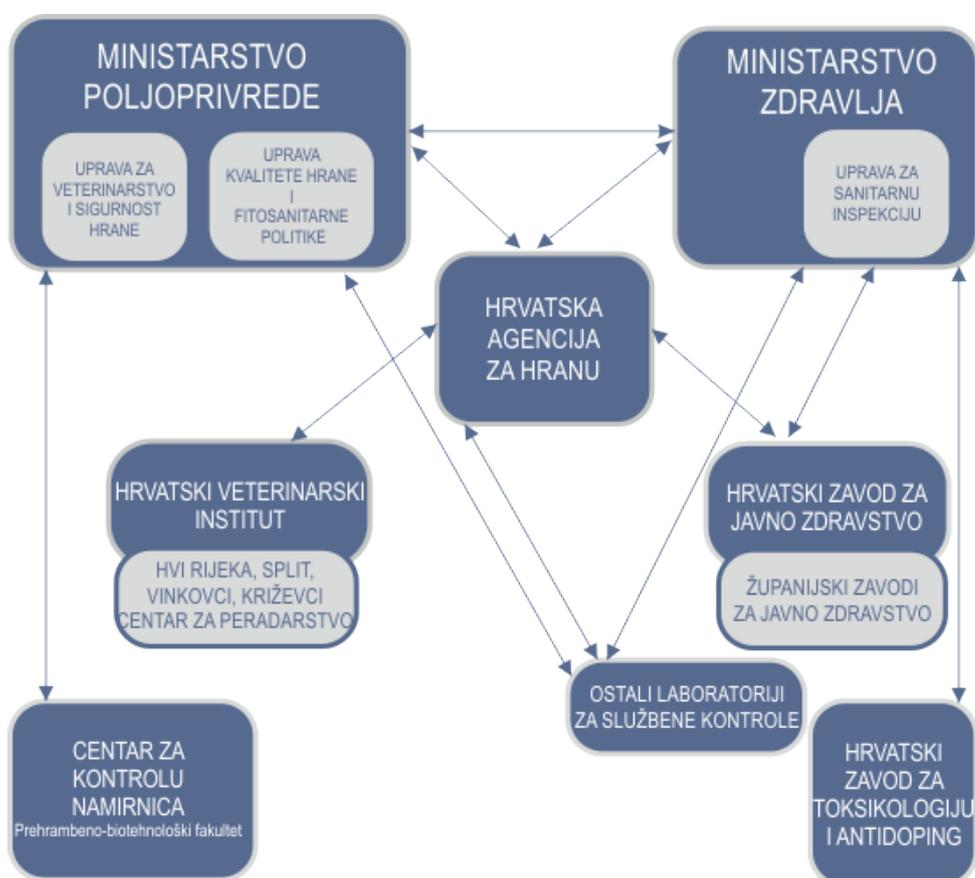 MINISTARSTVO
POLJOPRIVREDE
UPRAVA ZA
VETERINARSTVO
I SIGURNOST
HRANE
UPRAVA
KVALITETE HRANE
I
FITOSANITARNE
POLITIKE
MINISTARSTVO
ZDRAVLJA
UPRAVA ZA
SANITARNU
INSPEKCIJU
HRVATSKA
AGENCIJA
ZA HRANU
HRVATSKI VETERINARSKI
INSTITUT
HVI RIJEKA, SPLIT,
VINKOVCI, KRIŽEVCI
CENTAR ZA PERADARSTVO
HRVATSKI ZAVOD ZA
JAVNO ZDRAVSTVO
ŽUPANIJSKI ZAVODI
ZA JAVNO ZDRAVSTVO
OSTALI LABORATORIJI
ZA SLUŽBENE KONTROLE
CENTAR ZA
KONTROLU
NAMIRNICA
Prehrambeno-biotehnološki fakultet
HRVATSKI
ZAVOD ZA
TOKSIKOLOGIJU
I ANTIDOPING